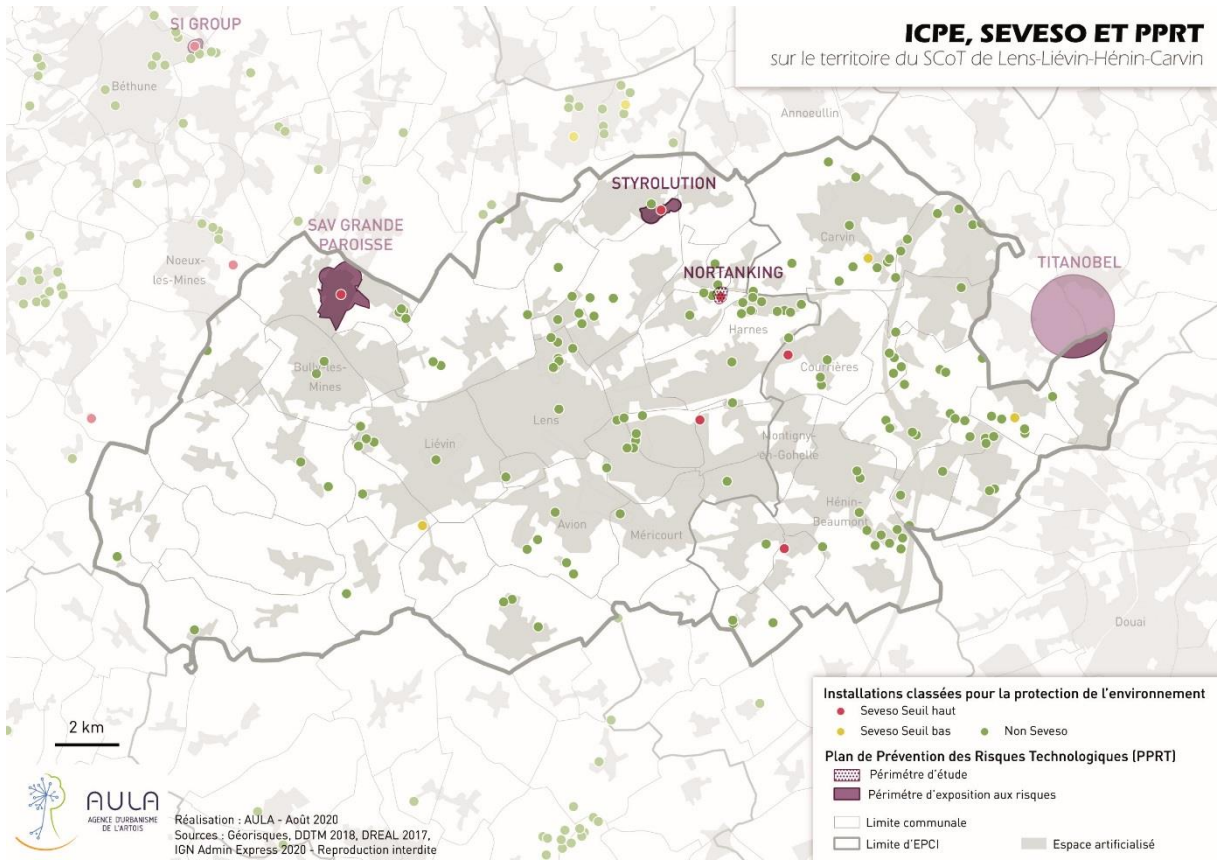 ICPE, SEVESO ET PPRT
sur le territoire du SCoT de Lens-Liévin-Hénin-Carvin
SI GROUP
Béthune
Annoeullin
STYROLUTION
SAV GRANDE
PAROISSE
Noeux-
les-Mines
Carvin
NORTANKING
TITANOBEL
Harnes
Bully-les-
Mines
Courrières
Lens
Liévin
Montigny-
en-Gohelle
Hénin-
Beaumont
Avion
Méricourt
Douai
2 km
AULA
AGENCE D'URBANISME
DE L'ARTOIS
Réalisation : AULA - Août 2020
Sources : Géorisques, DDTM 2018, DREAL 2017,
IGN Admin Express 2020 - Reproduction interdite
Installations classées pour la protection de l'environnement
Seveso Seuil haut
Seveso Seuil bas
Non Seveso
Plan de Prévention des Risques Technologiques (PPRT)
Périmétre d'étude
Périmètre d'exposition aux risques
Limite communale
Limite d'EPCI
Espace artificialisé